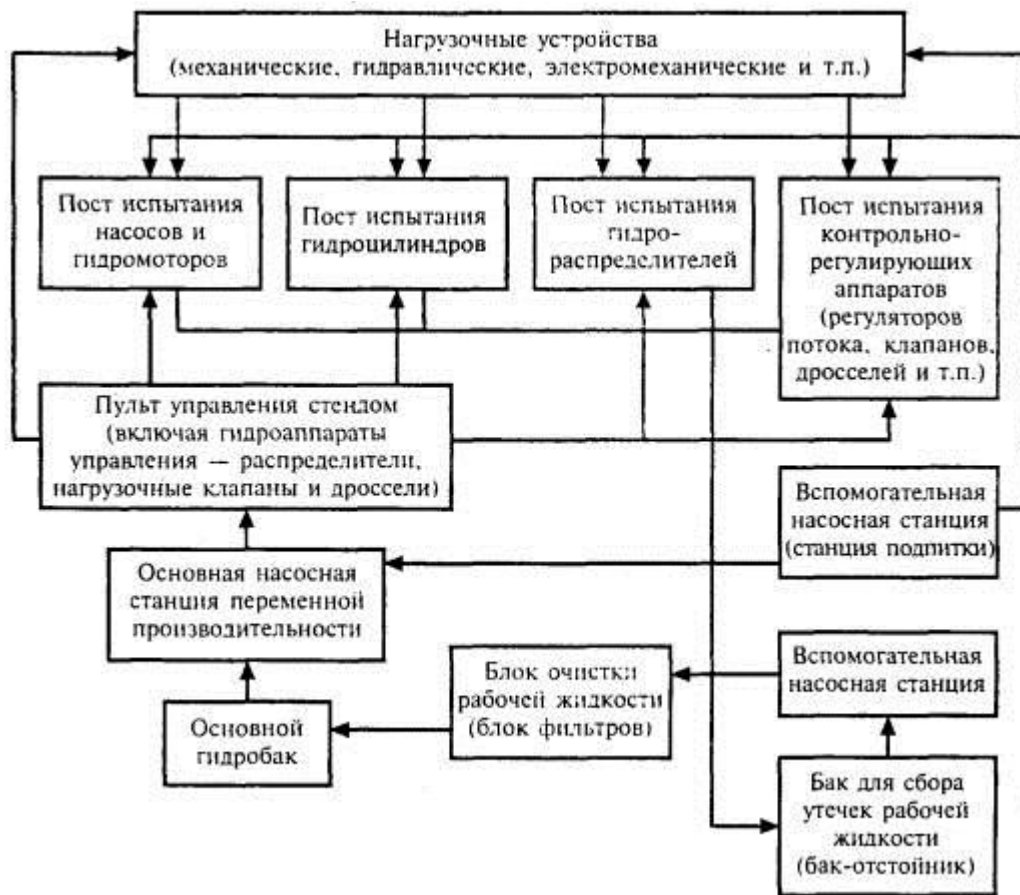 Нагрузочные устройства
(механические, гидравлические, электромеханические и т.п.)
Пост испытания
насосов и
гидромоторов
Пост испытания
гидроцилиндров
Пост испытания
гидро-
распределителей
Пост испытания
контрольно-
регулирующих
аппаратов
(регуляторов
потока, клапанов,
дросселей и т.п.)
Пульт управления стендом
(включая гидроаппараты
управления — распределители,
нагрузочные клапаны и дроссели)
Вспомогательная
насосная станция
(станция подпитки)
Основная насосная
станция переменной
производительности
Блок очистки
рабочей жидкости
(блок фильтров)
Вспомогательная
насосная станция
Основной
гидробак
Бак для сбора
утечек рабочей
жидкости
(бак-отстойник)